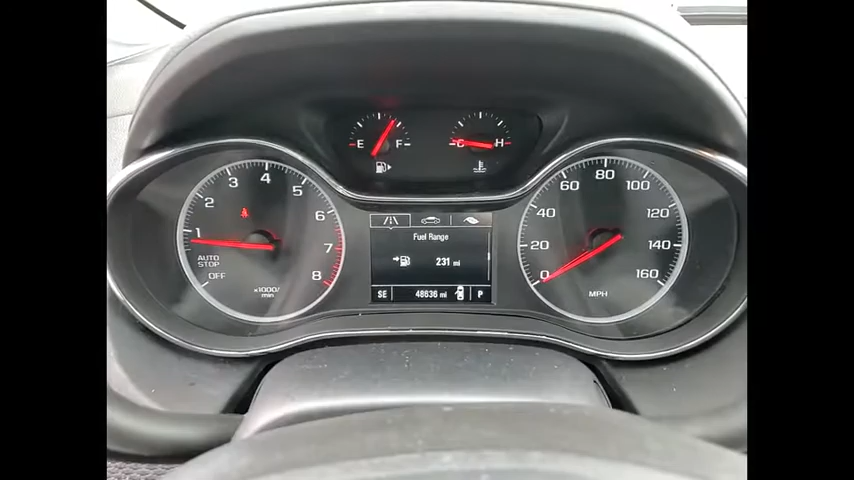 E F
C H
1 2 3 4 5 6 7 8
AUTO
STOP
OFF
x1000/
min
Fuel Range
231 mi
SE 48636 mi P
0 20 40 60 80 100 120 140 160
MPH